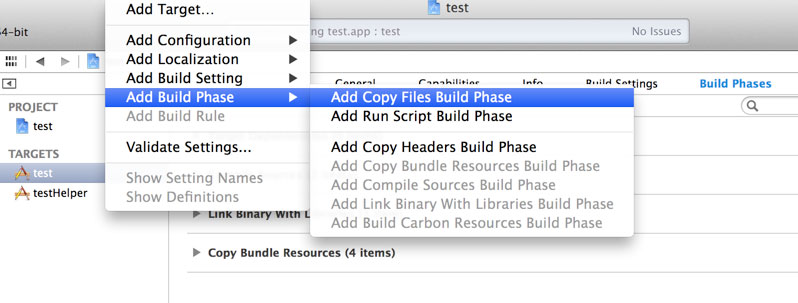 Add Target...
test
4-bit
Add Configuration
ng test.app : test
No Issues
Add Localization
Add Build Setting
General
Capabilities
Info
Build Settings
Build Phases
Add Build Phase
Add Copy Files Build Phase
PROJECT
Add Build Rule
Add Run Script Build Phase
test
Validate Settings...
Add Copy Headers Build Phase
TARGETS
Add Copy Bundle Resources Build Phase
test
Show Setting Names
Add Compile Sources Build Phase
testHelper
Show Definitions
Add Link Binary With Libraries Build Phase
Link Binary With Lib
Add Build Carbon Resources Build Phase
Copy Bundle Resources (4 items)